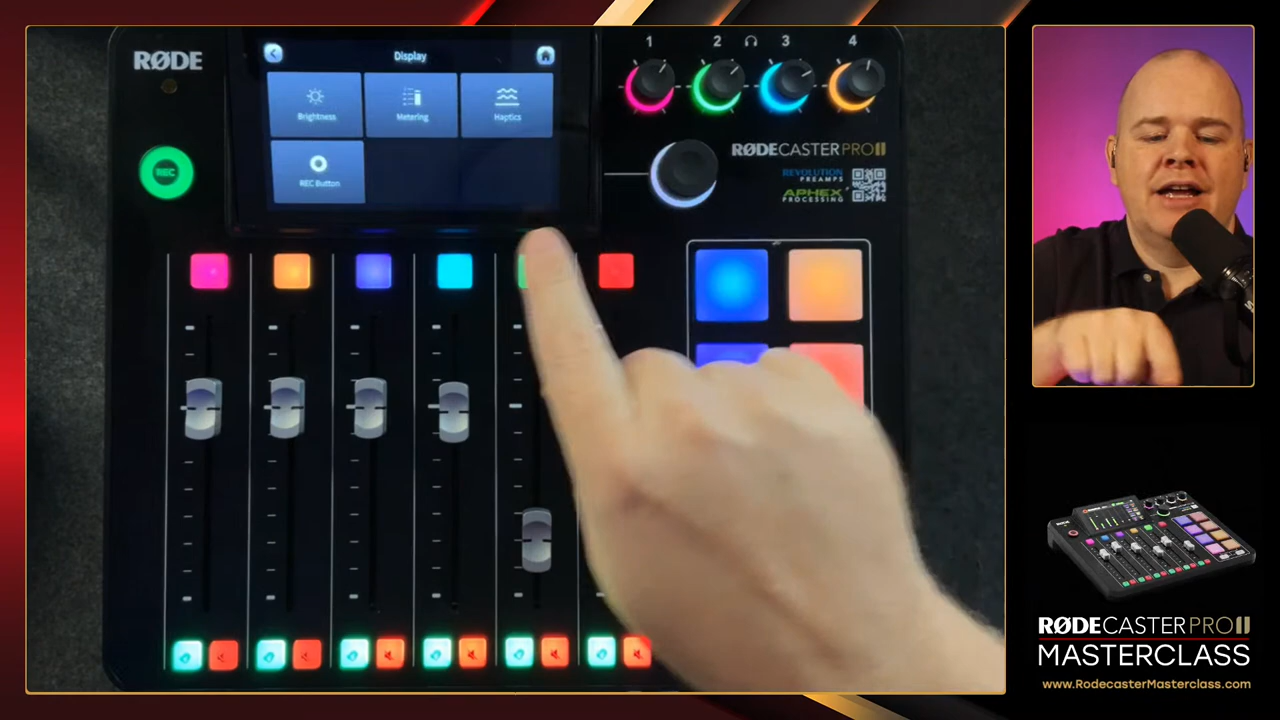 RØDE
Display
Brightness
Metering
Haptics
REC Button
REC
1
2
3
4
RØDECASTER PRO II
REVOLUTION
PREAMPS
APHEX
PROCESSING
RØDECASTER PRO II
MASTERCLASS
www.RodecasterMasterclass.com